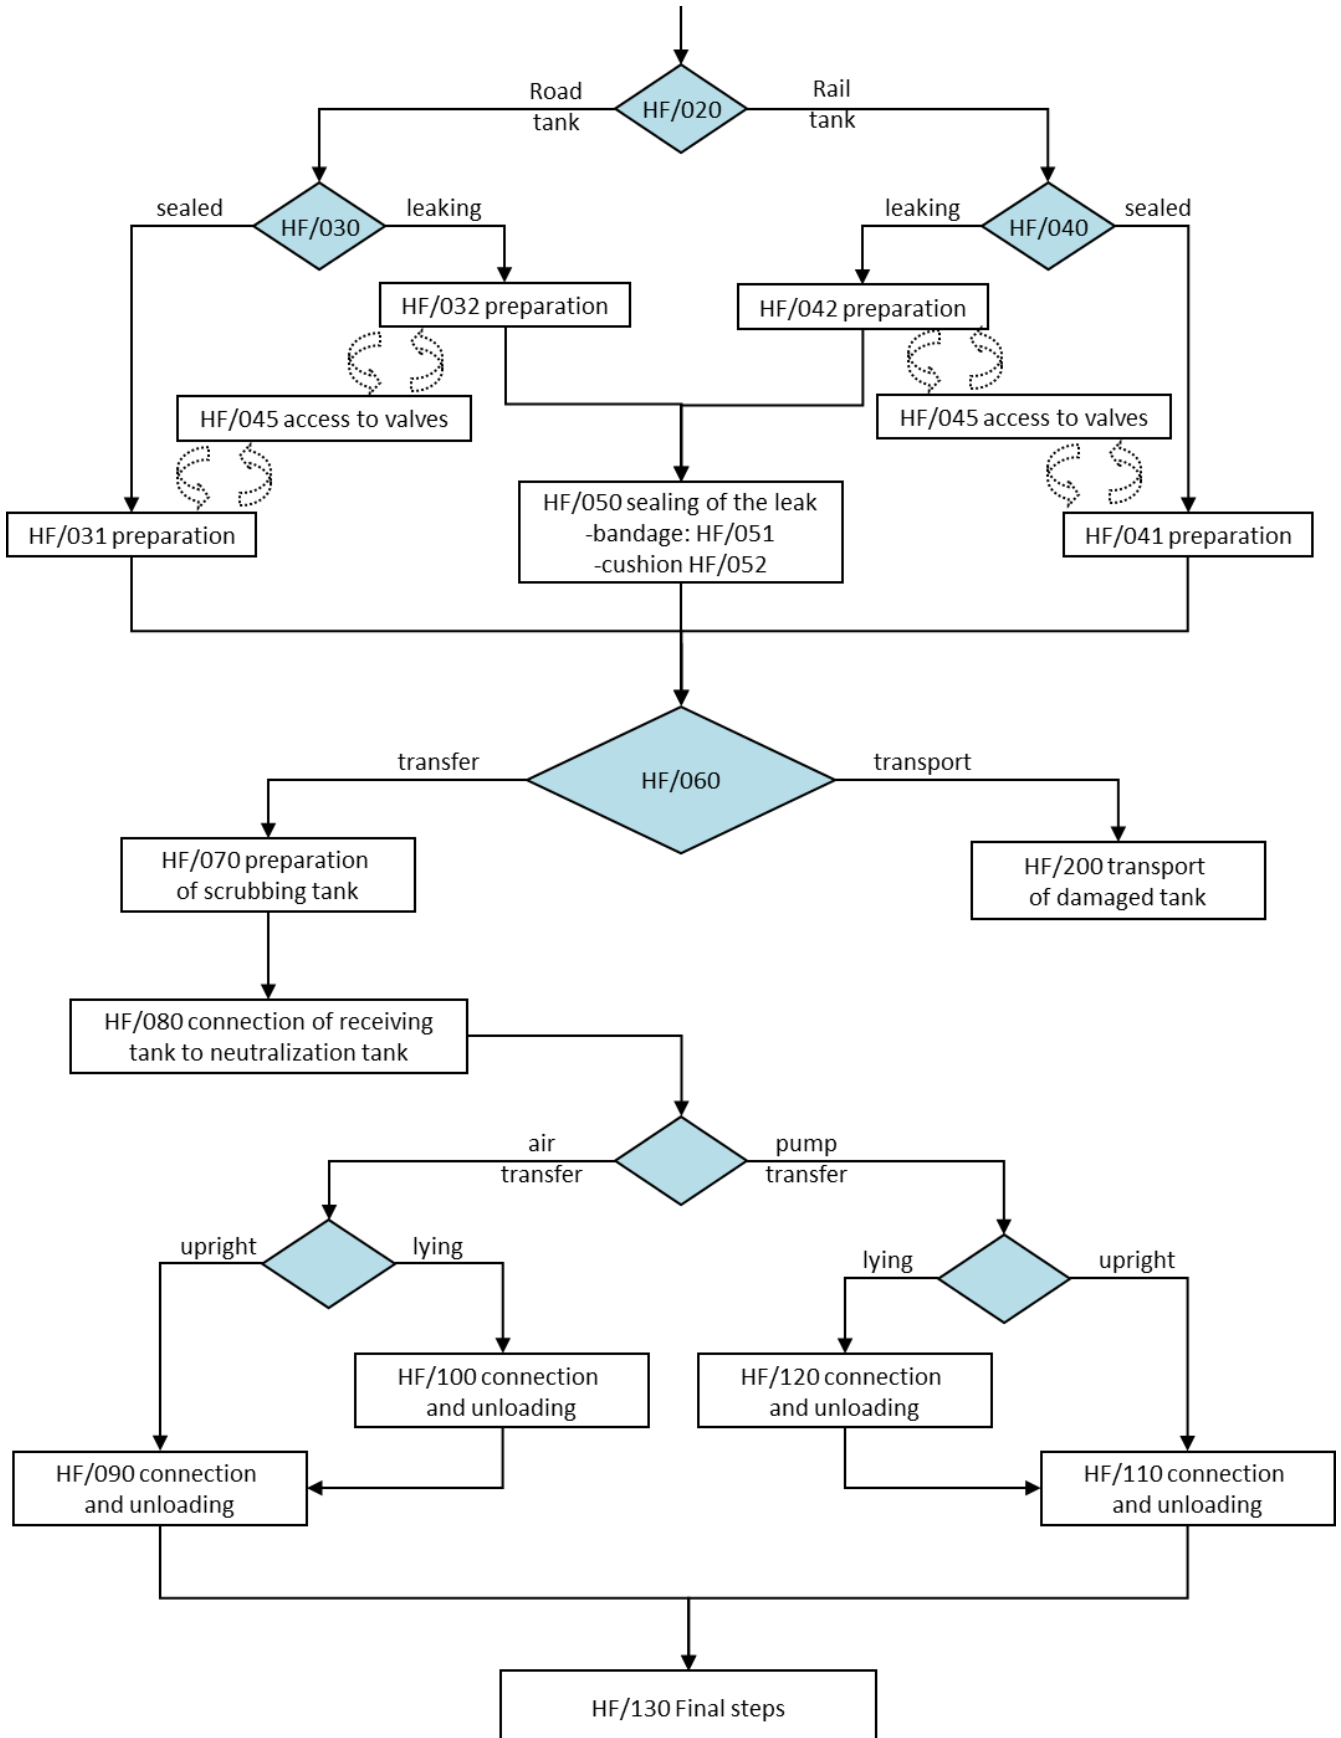 Road
tank
Rail
tank
HF/020
sealed
HF/030
leaking
leaking
HF/040
sealed
HF/032 preparation
HF/042 preparation
HF/045 access to valves
HF/045 access to valves
HF/050 sealing of the leak
-bandage: HF/051
-cushion HF/052
HF/031 preparation
HF/041 preparation
transfer
HF/060
transport
HF/070 preparation
of scrubbing tank
HF/200 transport
of damaged tank
HF/080 connection of receiving
tank to neutralization tank
air
transfer
pump
transfer
upright
lying
lying
upright
HF/100 connection
and unloading
HF/120 connection
and unloading
HF/090 connection
and unloading
HF/110 connection
and unloading
HF/130 Final steps